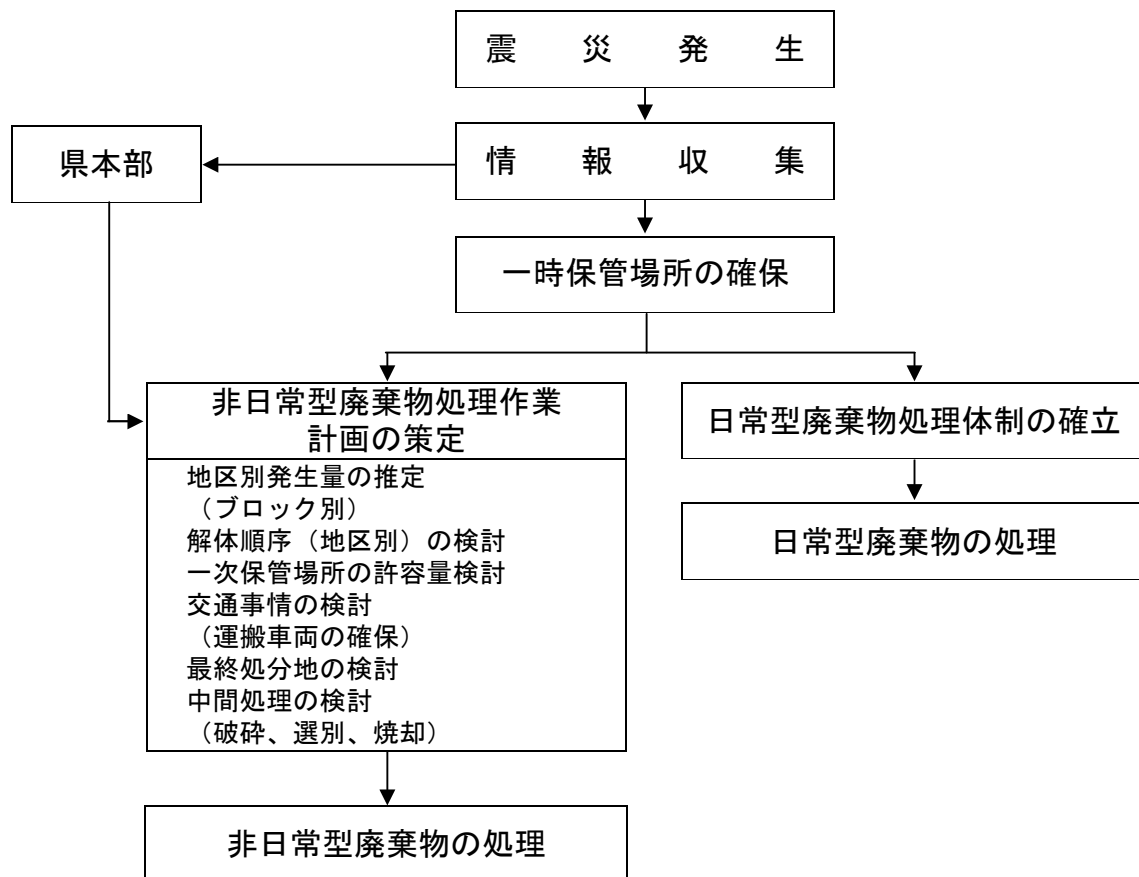 震災発生
県本部
情報収集
一時保管場所の確保
非日常型廃棄物処理作業
計画の策定
地区別発生量の推定
（ブロック別）
解体順序（地区別）の検討
一次保管場所の許容量検討
交通事情の検討
（運搬車両の確保）
最終処分地の検討
中間処理の検討
（破砕、選別、焼却）
非日常型廃棄物の処理
日常型廃棄物処理体制の確立
日常型廃棄物の処理